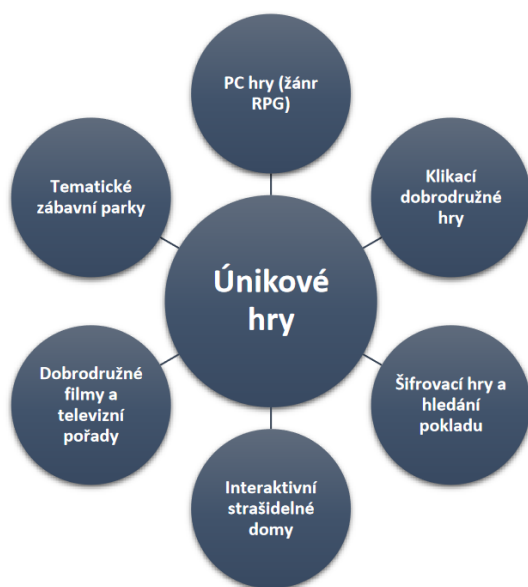 PC hry (žánr
RPG)
Tematické
zábavní parky
Klikací
dobrodružné
hry
Únikové
hry
Dobrodružné
filmy a
televizní
pořady
Šifrovací hry a
hledání
pokladu
Interaktivní
strašidelné
domy